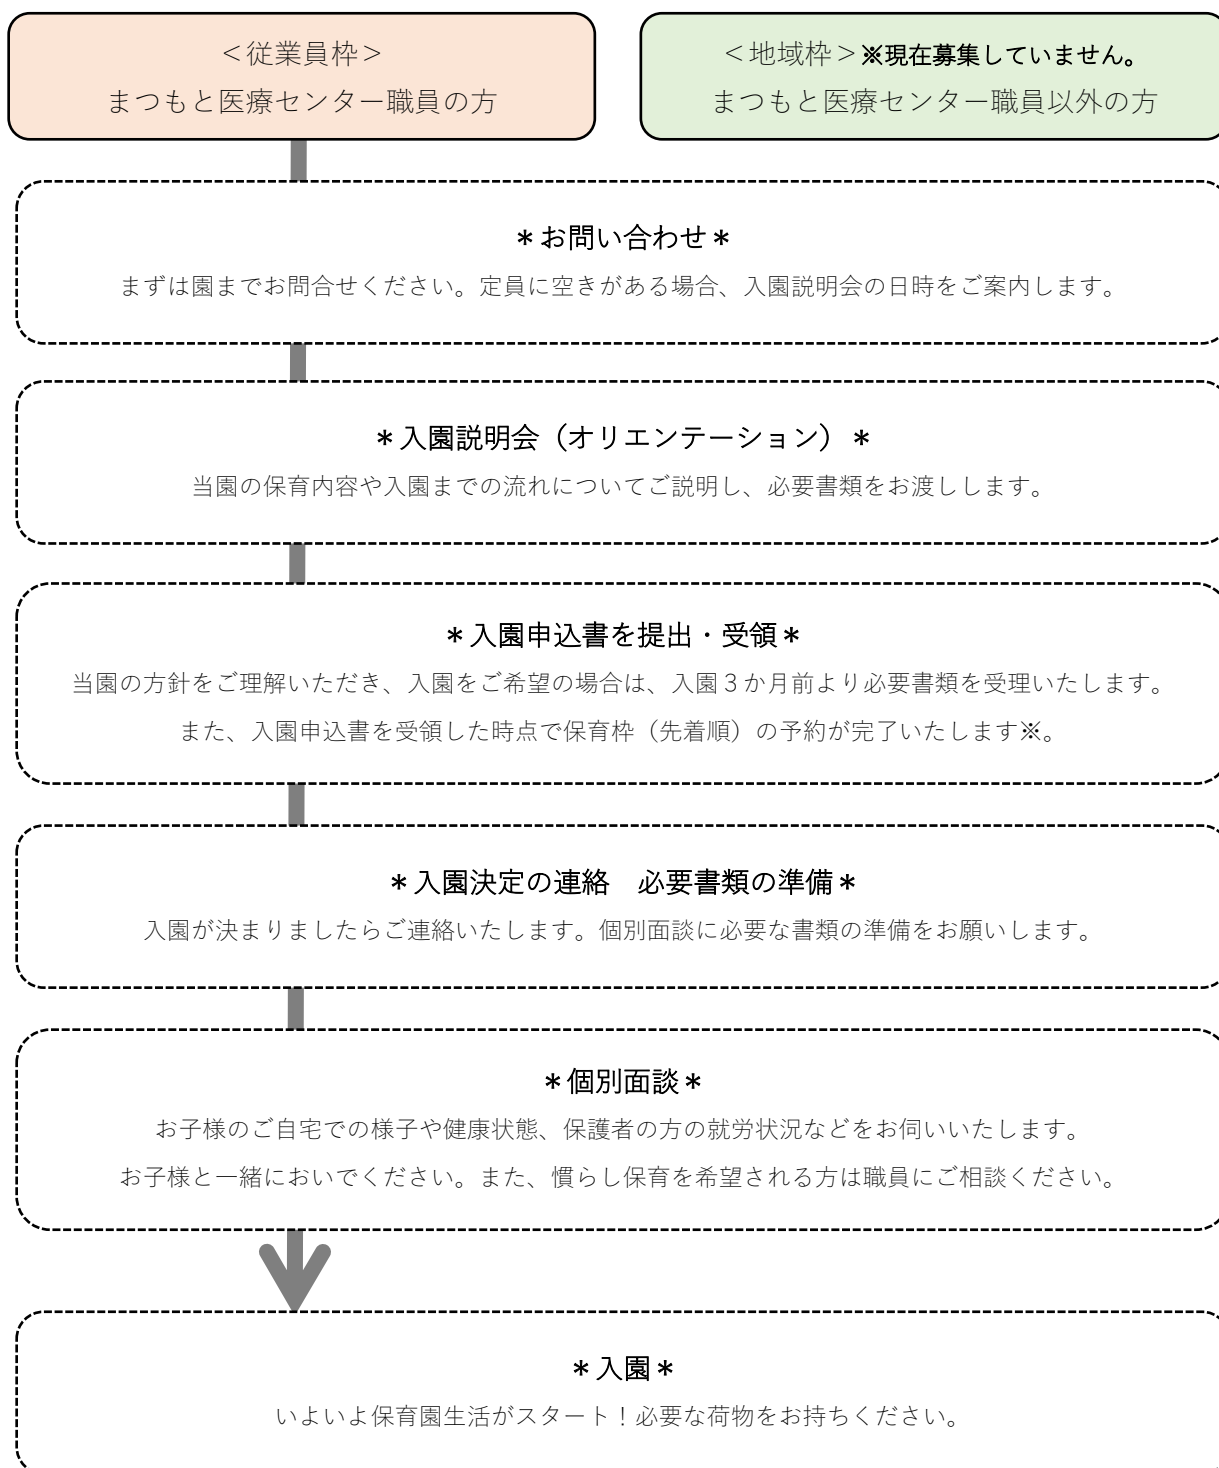 ＜従業員枠＞
まつもと医療センター職員の方
＜地域枠＞※現在募集していません。
まつもと医療センター職員以外の方
＊お問い合わせ＊
まずは園までお問合せください。定員に空きがある場合、入園説明会の日時をご案内します。
＊入園説明会（オリエンテーション）＊
当園の保育内容や入園までの流れについてご説明し、必要書類をお渡しします。
＊入園申込書を提出・受領＊
当園の方針をご理解いただき、入園をご希望の場合は、入園３か月前より必要書類を受理いたします。
また、入園申込書を受領した時点で保育枠（先着順）の予約が完了いたします※。
＊入園決定の連絡　必要書類の準備＊
入園が決まりましたらご連絡いたします。個別面談に必要な書類の準備をお願いします。
＊個別面談＊
お子様のご自宅での様子や健康状態、保護者の方の就労状況などをお伺いいたします。
お子様と一緒においでください。また、慣らし保育を希望される方は職員にご相談ください。
＊入園＊
いよいよ保育園生活がスタート！必要な荷物をお持ちください。